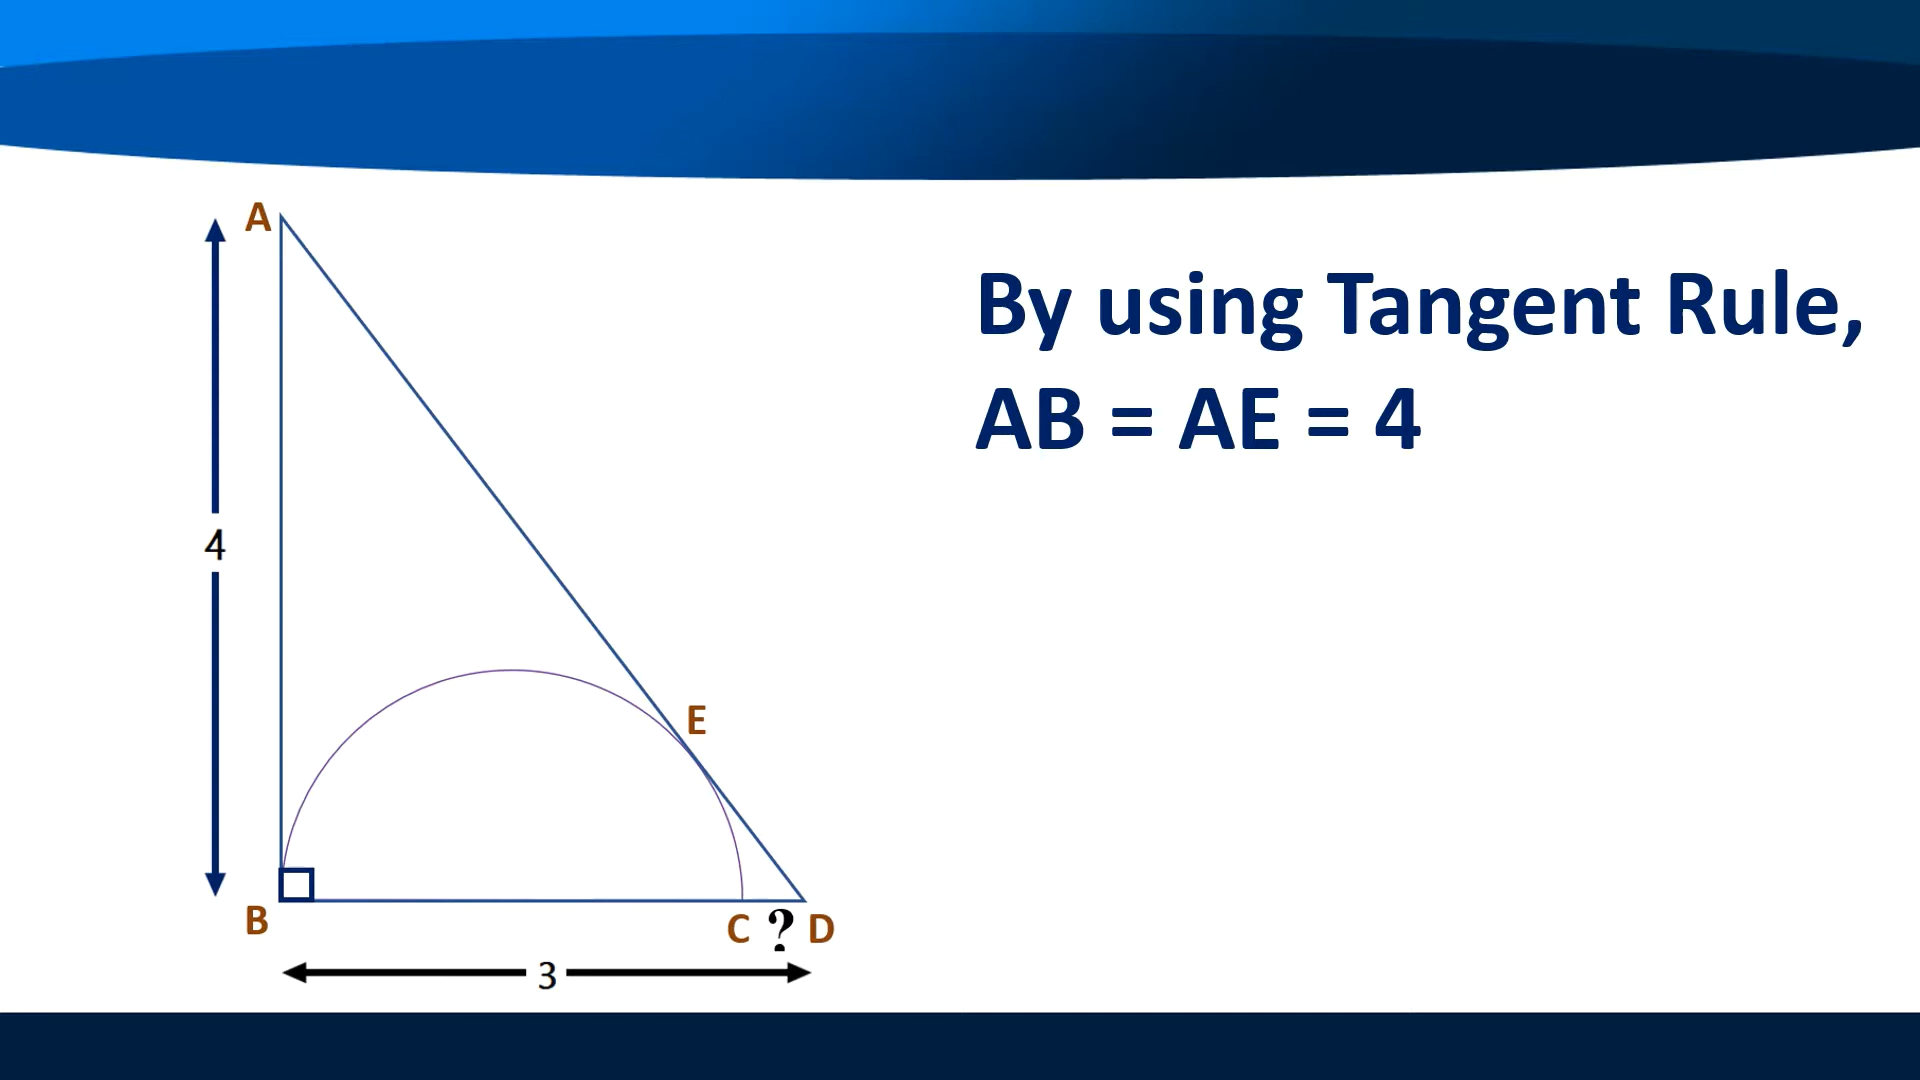 A
By using Tangent Rule,
AB = AE = 4
4
E
B
C ? D
3